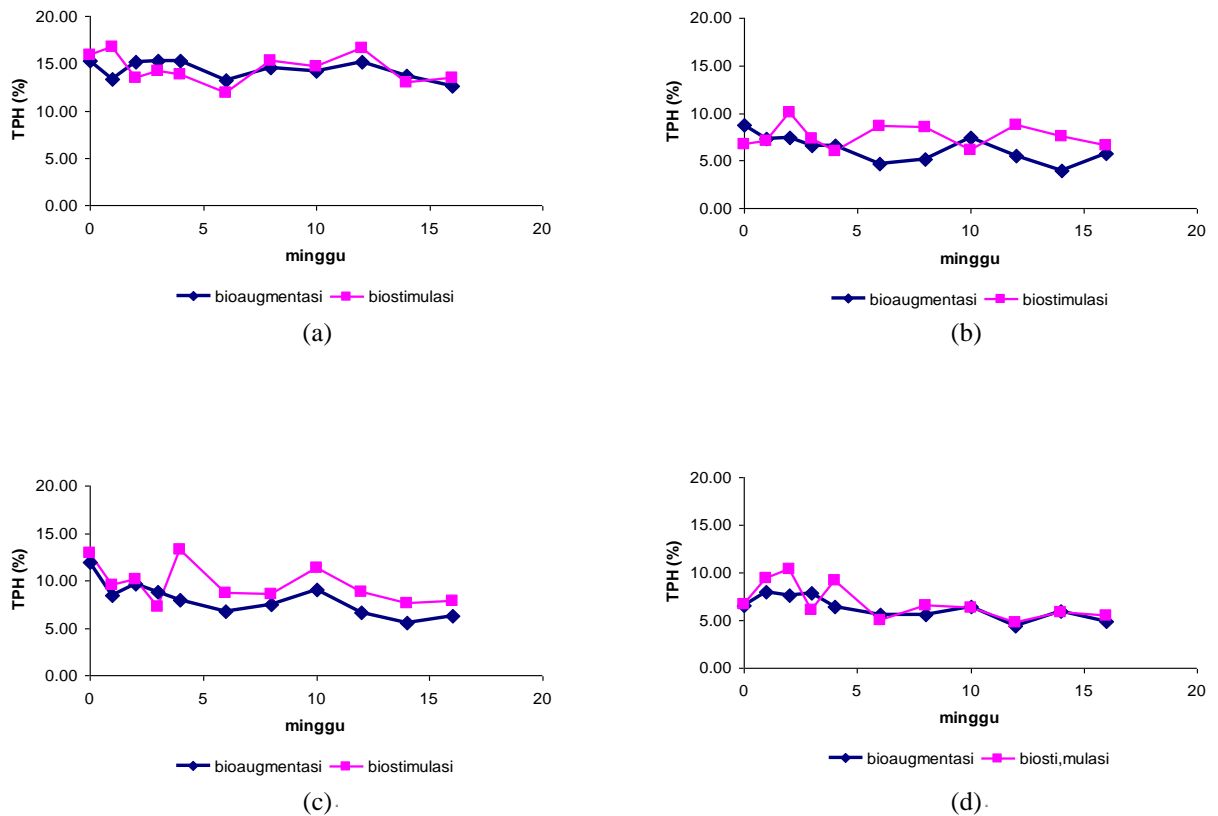 20.00
15.00
10.00
5.00
0.00
TPH (%)
0 5 10 15 20
minggu
bioaugmentasi biostimulasi
(a)
20.00
15.00
10.00
5.00
0.00
TPH (%)
0 5 10 15 20
minggu
bioaugmentasi biostimulasi
(b)
20.00
15.00
10.00
5.00
0.00
TPH (%)
0 5 10 15 20
minggu
bioaugmentasi biostimulasi
(c).
20.00
15.00
10.00
5.00
0.00
TPH (%)
0 5 10 15 20
minggu
bioaugmentasi biosti,mulasi
(d).